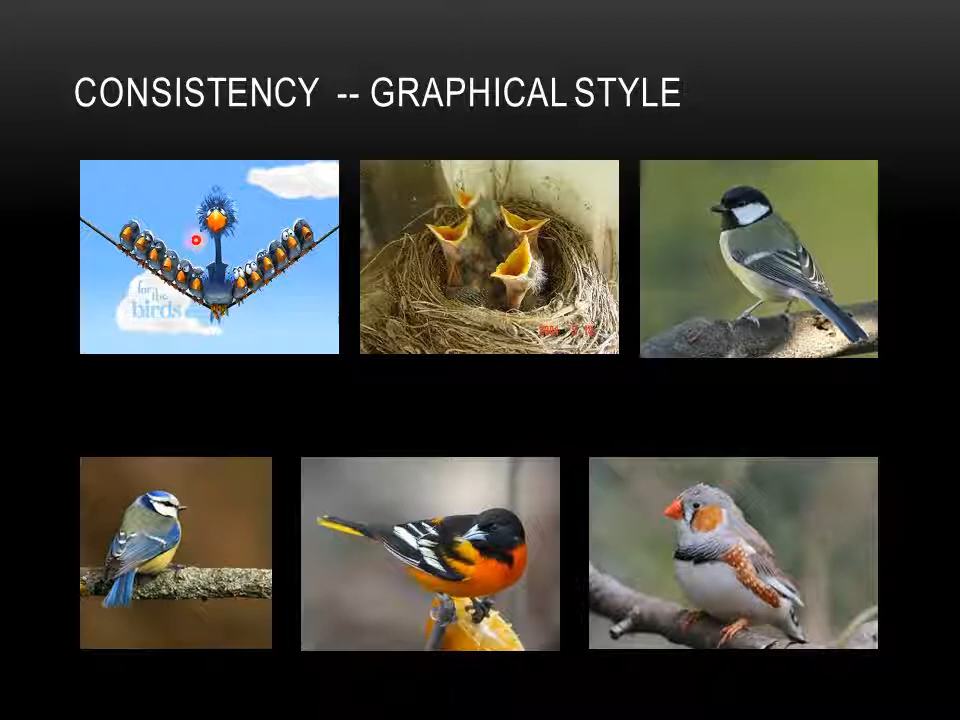 CONSISTENCY -- GRAPHICAL STYLE
for
the
birds